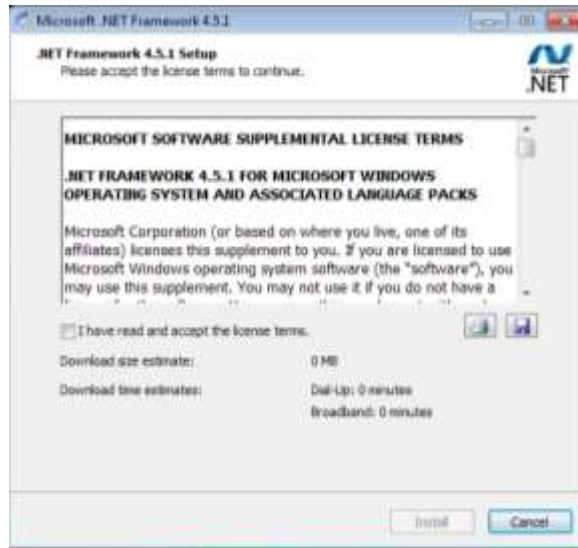 Microsoft .NET Framework 4.5.1
.NET Framework 4.5.1 Setup
Please accept the license terms to continue.
Microsoft
.NET
MICROSOFT SOFTWARE SUPPLEMENTAL LICENSE TERMS
.NET FRAMEWORK 4.5.1 FOR MICROSOFT WINDOWS
OPERATING SYSTEM AND ASSOCIATED LANGUAGE PACKS
Microsoft Corporation (or based on where you live, one of its
affiliates) licenses this supplement to you. If you are licensed to use
Microsoft Windows operating system software (the "software"), you
may use this supplement. You may not use it if you do not have a
I have read and accept the license terms.
Download size estimate: 0 MB
Download time estimates: Dial-Up: 0 minutes
Broadband: 0 minutes
Install Cancel